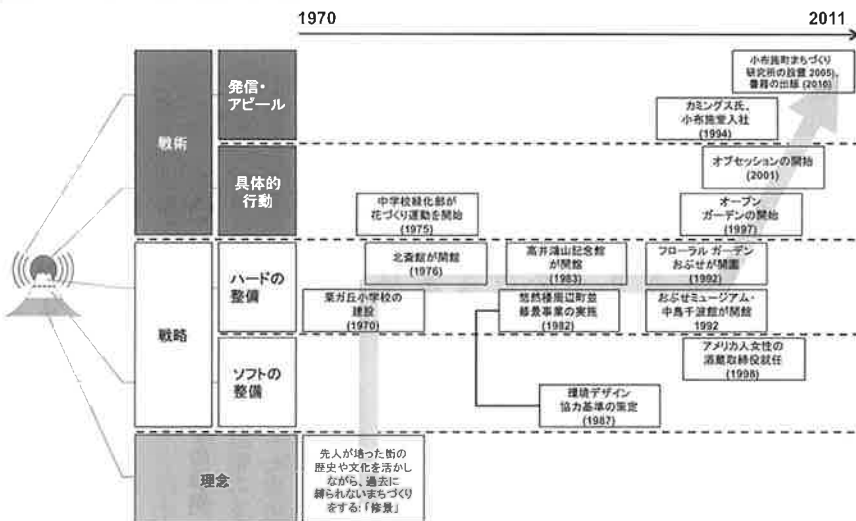 1970
2011
戦術
発信・
アピール
小布施町まちづくり
研究所の設置 2005),
書籍の出版 (2010)
カミングス氏、
小布施堂入社
(1994)
具体的
行動
オブセッションの開始
(2001)
中学校緑化部が
花づくり運動を開始
(1975)
オープン
ガーデンの開始
(1997)
戦略
ハードの
整備
北斎館が開館
(1976)
高井鴻山記念館
が開館
(1983)
フローラル ガーデン
おぶせが開園
(1992)
栗ガ丘小学校の
建設
(1970)
悠然楼周辺町並
修景事業の実施
(1982)
おぶせミュージアム・
中島千波館が開館
1992
ソフトの
整備
アメリカ人女性の
酒蔵取締役就任
(1998)
環境デザイン
協力基準の策定
(1987)
理念
先人が培った街の
歴史や文化を活かし
ながら、過去に
縛られないまちづくり
をする:「修景」